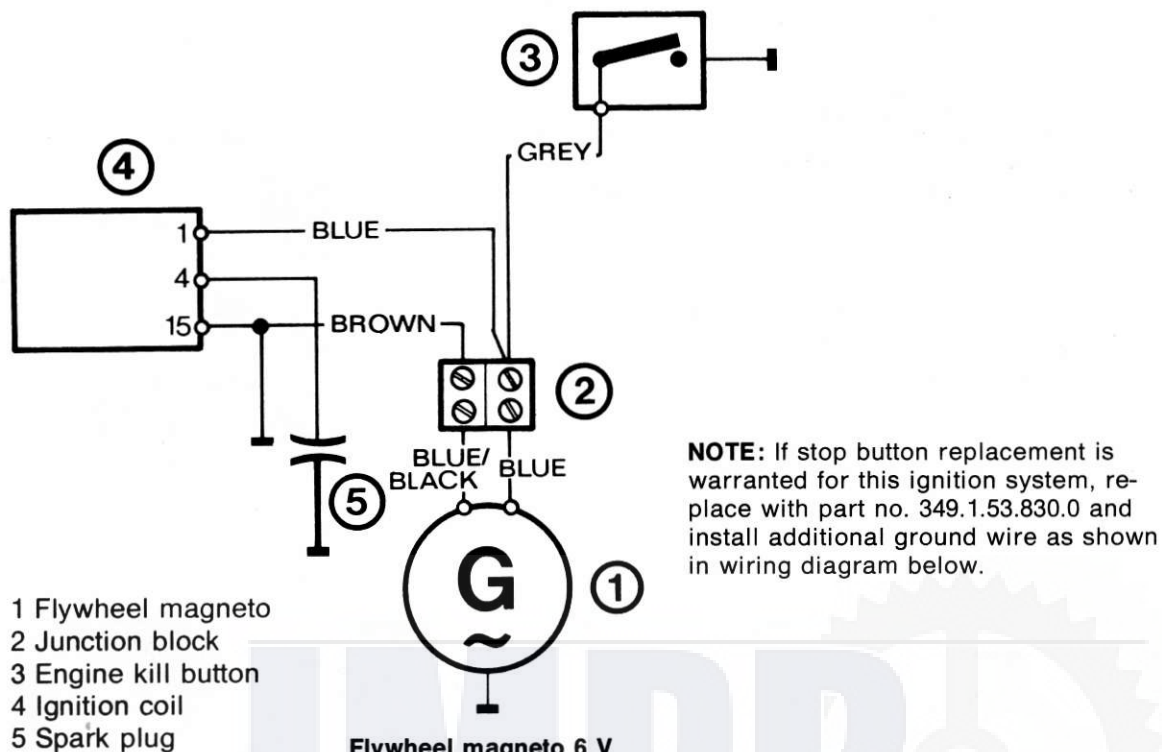 3
GREY
4
1
BLUE
4
15
BROWN
2
BLUE/
BLACK
BLUE
5
NOTE: If stop button replacement is
warranted for this ignition system, re-
place with part no. 349.1.53.830.0 and
install additional ground wire as shown
in wiring diagram below.
G
~
1
1 Flywheel magneto
2 Junction block
3 Engine kill button
4 Ignition coil
5 Spark plug
Flywheel magneto 6 V